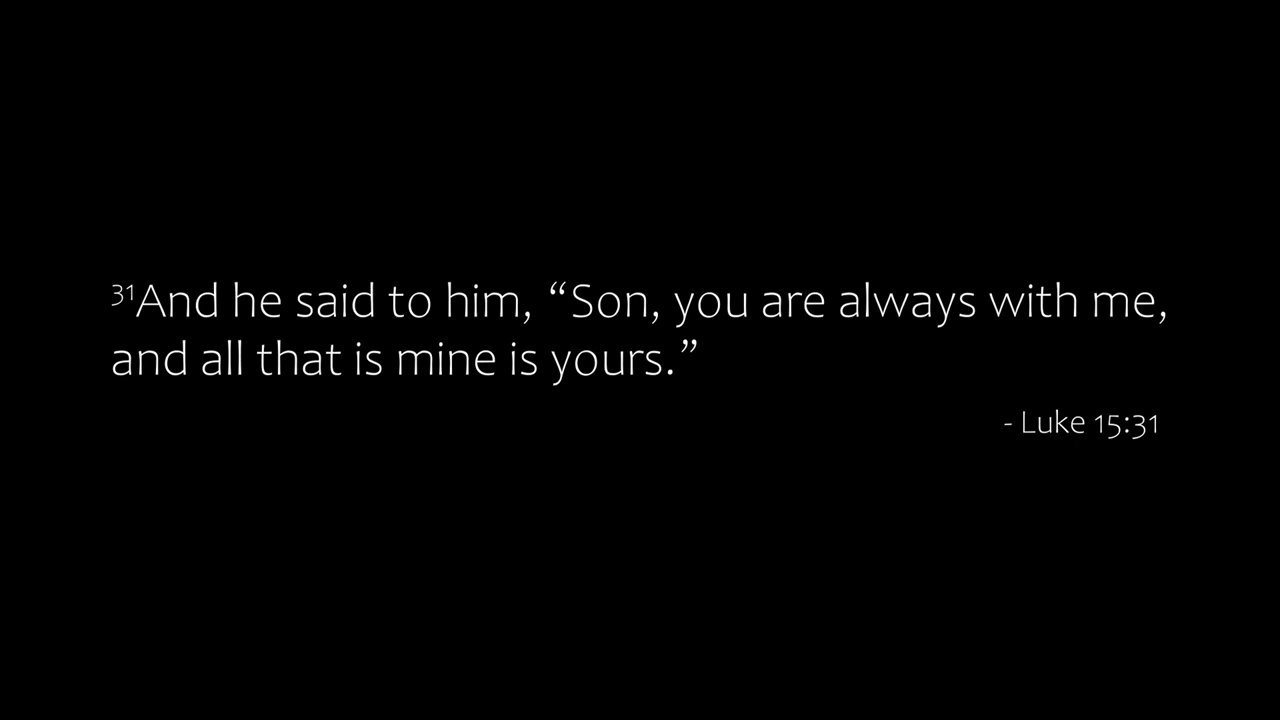 ³¹And he said to him, “Son, you are always with me,
and all that is mine is yours.”
- Luke 15:31